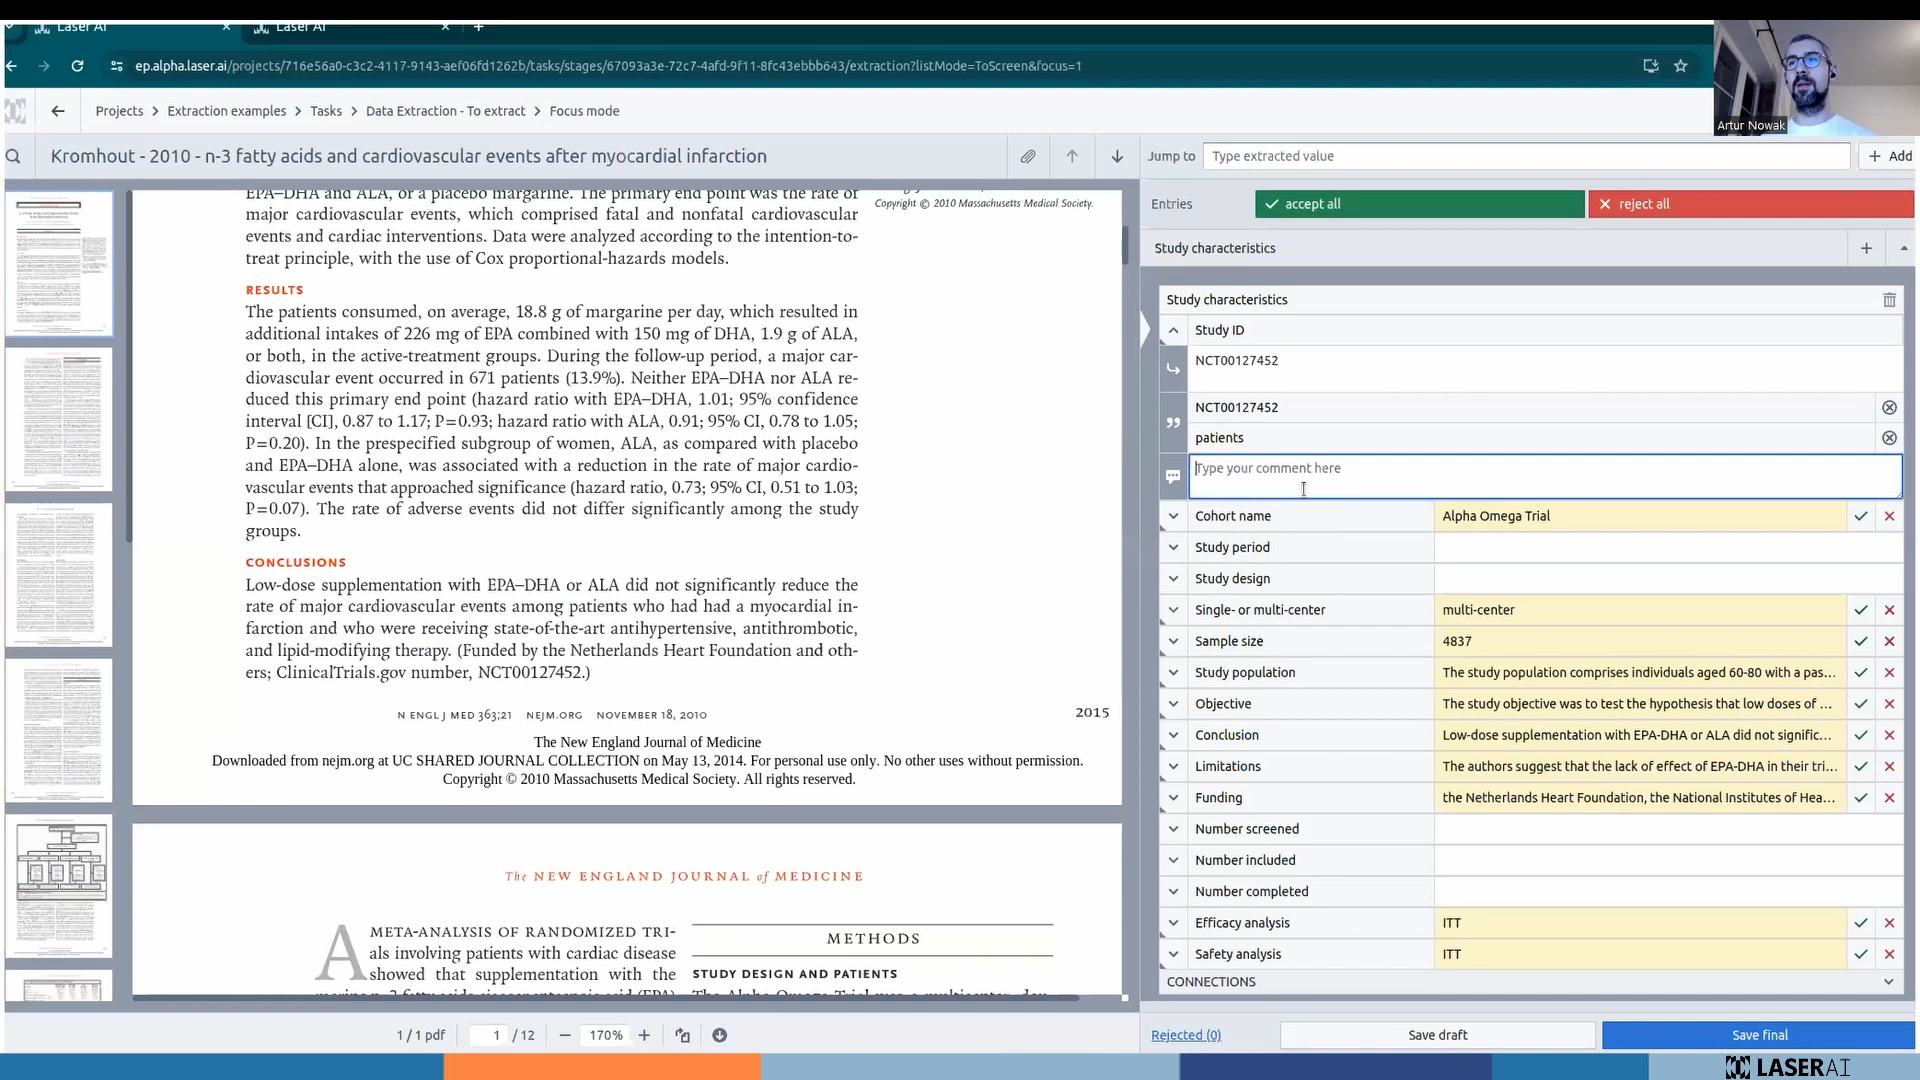 Laser AI
Laser AI
ep.alpha.laser.ai/projects/716e56a0-c3c2-4117-9143-aef06fd1262b/tasks/stages/67093a3e-72c7-4afd-9f11-8fc43ebbb643/extraction?listMode=ToScreen&focus=1
Artur Nowak
Projects > Extraction examples > Tasks > Data Extraction - To extract > Focus mode
Kromhout - 2010 - n-3 fatty acids and cardiovascular events after myocardial infarction
EPA–DHA and ALA, or a placebo margarine. The primary end point was the rate of
major cardiovascular events, which comprised fatal and nonfatal cardiovascular
events and cardiac interventions. Data were analyzed according to the intention-to-
treat principle, with the use of Cox proportional-hazards models.
Copyright © 2010 Massachusetts Medical Society.
RESULTS
The patients consumed, on average, 18.8 g of margarine per day, which resulted in
additional intakes of 226 mg of EPA combined with 150 mg of DHA, 1.9 g of ALA,
or both, in the active-treatment groups. During the follow-up period, a major car-
diovascular event occurred in 671 patients (13.9%). Neither EPA–DHA nor ALA re-
duced this primary end point (hazard ratio with EPA–DHA, 1.01; 95% confidence
interval [CI], 0.87 to 1.17; P=0.93; hazard ratio with ALA, 0.91; 95% CI, 0.78 to 1.05;
P=0.20). In the prespecified subgroup of women, ALA, as compared with placebo
and EPA–DHA alone, was associated with a reduction in the rate of major cardio-
vascular events that approached significance (hazard ratio, 0.73; 95% CI, 0.51 to 1.03;
P=0.07). The rate of adverse events did not differ significantly among the study
groups.
CONCLUSIONS
Low-dose supplementation with EPA–DHA or ALA did not significantly reduce the
rate of major cardiovascular events among patients who had had a myocardial in-
farction and who were receiving state-of-the-art antihypertensive, antithrombotic,
and lipid-modifying therapy. (Funded by the Netherlands Heart Foundation and oth-
ers; ClinicalTrials.gov number, NCT00127452.)
N ENGL J MED 363;21 NEJM.ORG NOVEMBER 18, 2010
2015
The New England Journal of Medicine
Downloaded from nejm.org at UC SHARED JOURNAL COLLECTION on May 13, 2014. For personal use only. No other uses without permission.
Copyright © 2010 Massachusetts Medical Society. All rights reserved.
The NEW ENGLAND JOURNAL of MEDICINE
A META-ANALYSIS OF RANDOMIZED TRI-
als involving patients with cardiac disease
showed that supplementation with the
METHODS
STUDY DESIGN AND PATIENTS
1 / 1 pdf
1 / 12
170%
Jump to
Type extracted value
Add
Entries
accept all
reject all
Study characteristics
Study characteristics
Study ID
NCT00127452
NCT00127452
patients
Type your comment here
Cohort name Alpha Omega Trial
Study period
Study design
Single- or multi-center multi-center
Sample size 4837
Study population The study population comprises individuals aged 60-80 with a pas...
Objective The study objective was to test the hypothesis that low doses of ...
Conclusion Low-dose supplementation with EPA-DHA or ALA did not signific...
Limitations The authors suggest that the lack of effect of EPA-DHA in their tri...
Funding the Netherlands Heart Foundation, the National Institutes of Hea...
Number screened
Number included
Number completed
Efficacy analysis ITT
Safety analysis ITT
CONNECTIONS
Rejected (0)
Save draft
Save final
LASERAI